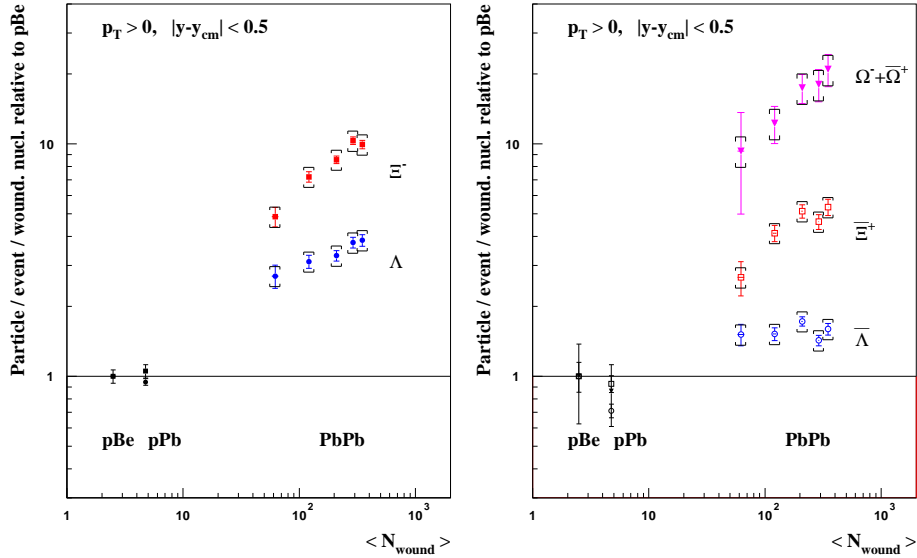 Particle / event / wound. nucl. relative to pBe
p_T > 0, |y-y_cm| < 0.5
10
1
Ξ⁻
Λ
pBe pPb PbPb
1 10 10² 10³
< N_wound >
Particle / event / wound. nucl. relative to pBe
p_T > 0, |y-y_cm| < 0.5
10
1
Ω⁻+Ω̅⁺
Ξ̅⁺
Λ̅
pBe pPb PbPb
1 10 10² 10³
< N_wound >